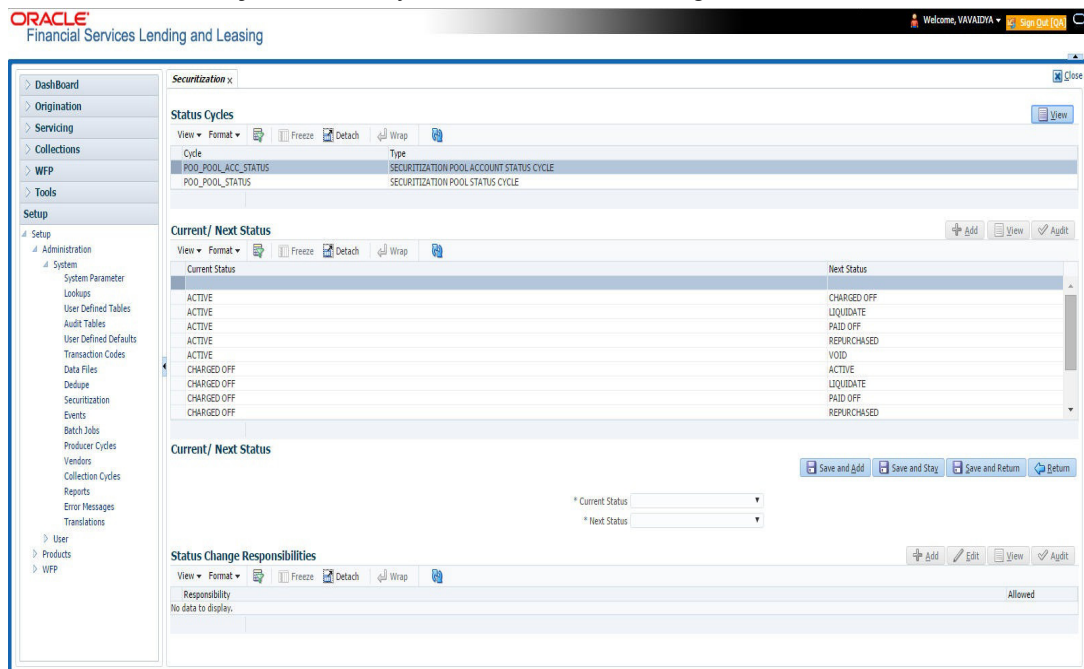 ORACLE
Financial Services Lending and Leasing
Welcome, VAVAIDYA
Sign Out [QA]
DashBoard
Origination
Servicing
Collections
WFP
Tools
Setup
Setup
Administration
System
System Parameter
Lookups
User Defined Tables
Audit Tables
User Defined Defaults
Transaction Codes
Data Files
Dedupe
Securitization
Events
Batch Jobs
Producer Cycles
Vendors
Collection Cycles
Reports
Error Messages
Translations
User
Products
WFP
Securitization x
Close
Status Cycles
View
View Format Freeze Detach Wrap
Cycle Type
POO_POOL_ACC_STATUS SECURITIZATION POOL ACCOUNT STATUS CYCLE
POO_POOL_STATUS SECURITIZATION POOL STATUS CYCLE
Current/ Next Status
Add View Audit
View Format Freeze Detach Wrap
Current Status Next Status
ACTIVE CHARGED OFF
ACTIVE LIQUIDATE
ACTIVE PAID OFF
ACTIVE REPURCHASED
ACTIVE VOID
CHARGED OFF ACTIVE
CHARGED OFF LIQUIDATE
CHARGED OFF PAID OFF
CHARGED OFF REPURCHASED
Current/ Next Status
Save and Add Save and Stay Save and Return Return
* Current Status
* Next Status
Status Change Responsibilities
Add Edit View Audit
View Format Freeze Detach Wrap
Responsibility Allowed
No data to display.